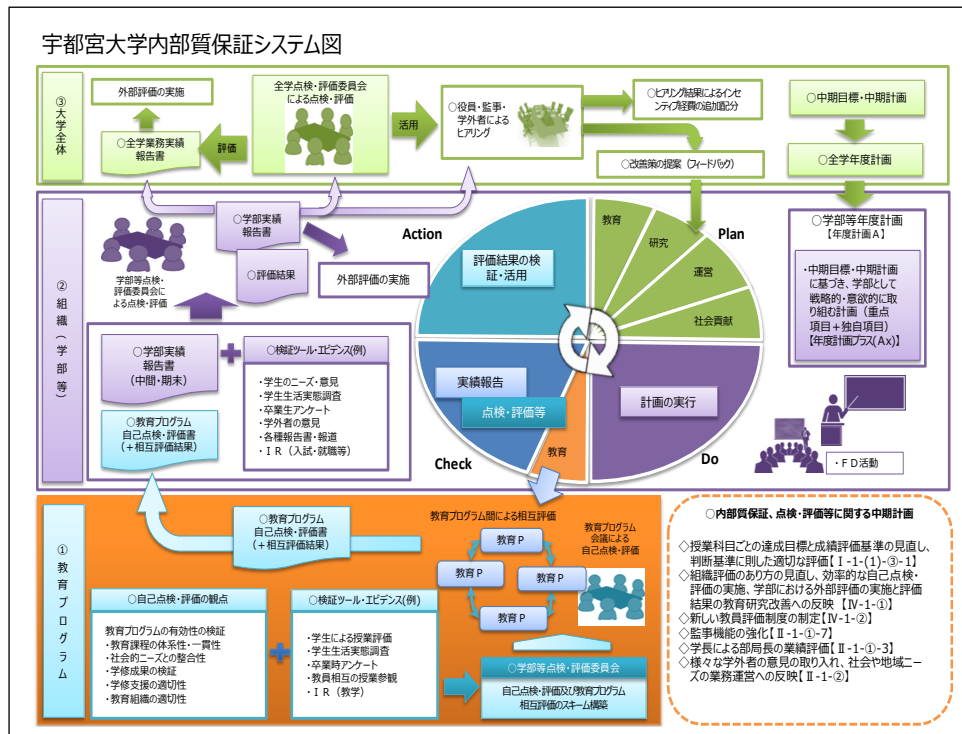 宇都宮大学内部質保証システム図
③大学全体
外部評価の実施
○全学業務実績
報告書
評価
全学点検・評価委員会
による点検・評価
活用
○役員・監事・
学外者による
ヒアリング
○ヒアリング結果によるインセ
ンティブ経費の追加配分
○改善策の提案（フィードバック）
○中期目標・中期計画
○全学年度計画
②組織（学部等）
学部等点検・
評価委員会に
よる点検・評価
○学部実績
報告書
○評価結果
外部評価の実施
○学部実績
報告書
（中間・期末）
○教育プログラム
自己点検・評価書
（＋相互評価結果）
○検証ツール・エビデンス(例)
・学生のニーズ・意見
・学生生活実態調査
・卒業生アンケート
・学外者の意見
・各種報告書・報道
・ＩＲ（入試・就職等）
Action
評価結果の検
証・活用
Plan
教育
研究
運営
社会貢献
実績報告
点検・評価等
教育
Check
計画の実行
Do
○学部等年度計画
【年度計画Ａ】
・中期目標・中期計画
に基づき、学部として
戦略的・意欲的に取
り組む計画（重点
項目＋独自項目）
【年度計画プラス(Ax)】
・ＦＤ活動
①教育プログラム
○教育プログラム
自己点検・評価書
（＋相互評価結果）
教育プログラム間による相互評価
教育Ｐ
教育Ｐ
教育Ｐ
教育Ｐ
教育プログラム
会議による
自己点検・評価
○自己点検・評価の観点
教育プログラムの有効性の検証
・教育課程の体系性・一貫性
・社会的ニーズとの整合性
・学修成果の検証
・学修支援の適切性
・教育組織の適切性
○検証ツール・エビデンス(例)
・学生による授業評価
・学生生活実態調査
・卒業時アンケート
・教員相互の授業参観
・ＩＲ（教学）
○学部等点検・評価委員会
自己点検・評価及び教育プログラム
相互評価のスキーム構築
○内部質保証、点検・評価等に関する中期計画
◇授業科目ごとの達成目標と成績評価基準の見直し、
判断基準に則した適切な評価【Ⅰ-1-(1)-③-1】
◇組織評価のあり方の見直し、効率的な自己点検・
評価の実施、学部における外部評価の実施と評価
結果の教育研究改善への反映 【Ⅳ-1-①】
◇新しい教員評価制度の制定【Ⅳ-1-②】
◇監事機能の強化【Ⅱ-1-①-7】
◇学長による部局長の業績評価【Ⅱ-1-①-3】
◇様々な学外者の意見の取り入れ、社会や地域ニー
ズの業務運営への反映【Ⅱ-1-②】